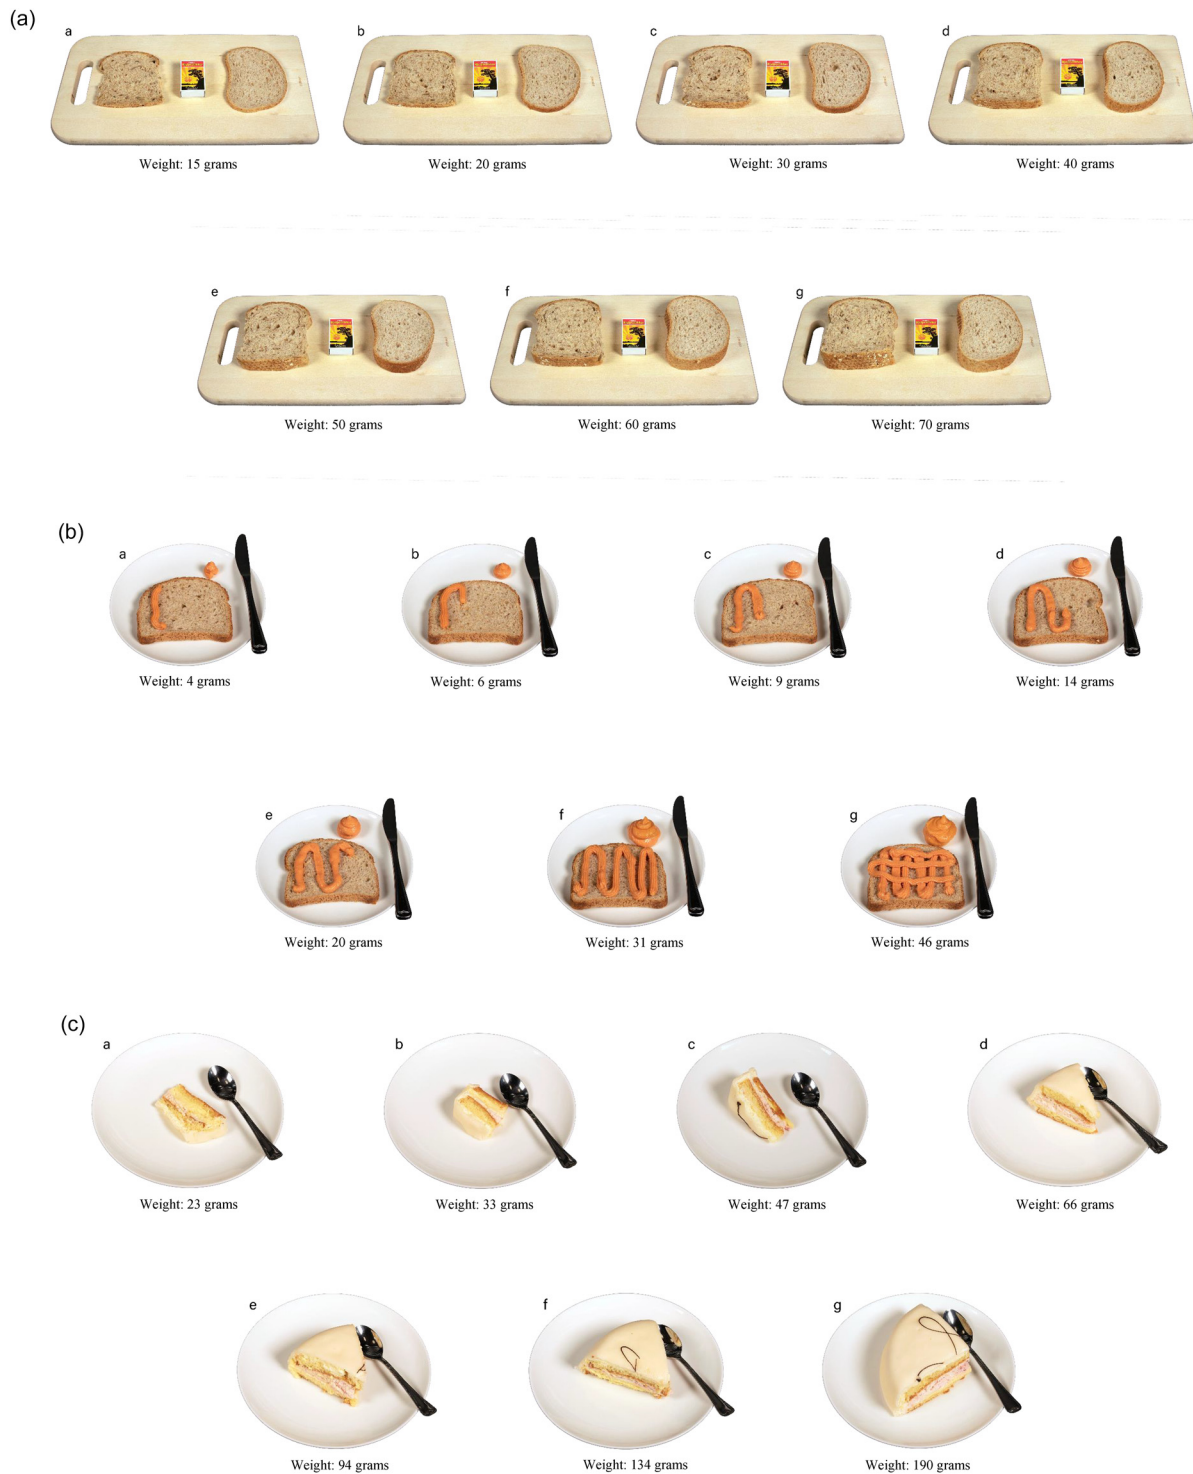 (a)
a b c d
Weight: 15 grams Weight: 20 grams Weight: 30 grams Weight: 40 grams
e f g
Weight: 50 grams Weight: 60 grams Weight: 70 grams
(b)
a b c d
Weight: 4 grams Weight: 6 grams Weight: 9 grams Weight: 14 grams
e f g
Weight: 20 grams Weight: 31 grams Weight: 46 grams
(c)
a b c d
Weight: 23 grams Weight: 33 grams Weight: 47 grams Weight: 66 grams
e f g
Weight: 94 grams Weight: 134 grams Weight: 190 grams